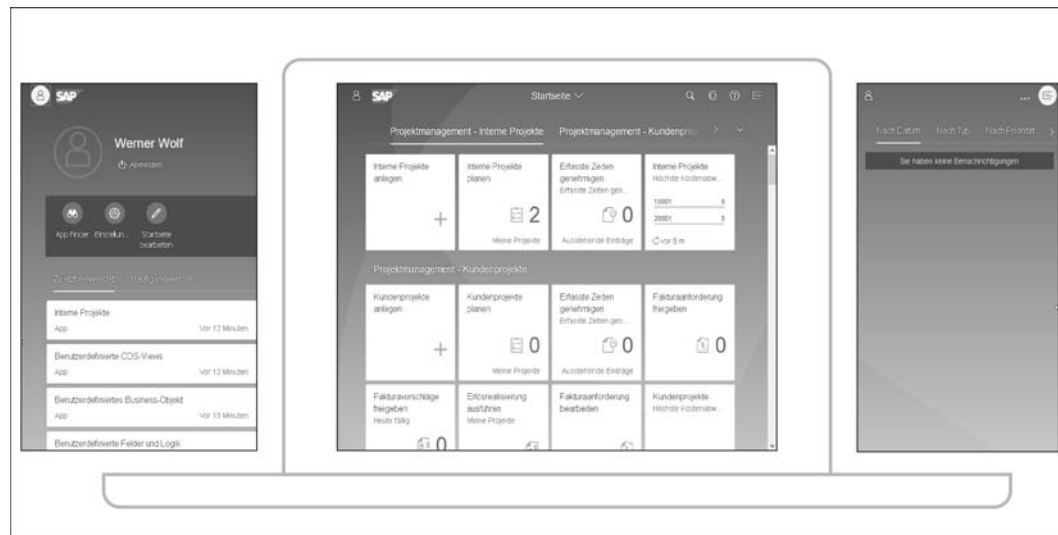 SAP
Werner Wolf
Abmelden
App Finder
Einstellun...
Startseite
bearbeiten
Zuletzt verwendet
Häufig verwendet
Interne Projekte
App
Vor 12 Minuten
Benutzerdefinierte CDS-Views
App
Vor 12 Minuten
Benutzerdefiniertes Business-Objekt
App
Vor 13 Minuten
Benutzerdefinierte Felder und Logik
SAP
Startseite
Projektmanagement - Interne Projekte
Projektmanagement - Kundenproj
Interne Projekte
anlegen
Interne Projekte
planen
2
Meine Projekte
Erfasste Zeiten
genehmigen
Erfasste Zeiten gen...
0
Ausstehende Einträge
Interne Projekte
Höchste Kostenabw...
10001 0
20001 0
vor 5 m
Projektmanagement - Kundenprojekte
Kundenprojekte
anlegen
Kundenprojekte
planen
0
Meine Projekte
Erfasste Zeiten
genehmigen
Erfasste Zeiten gen...
0
Ausstehende Einträge
Fakturaanforderung
freigeben
0
Fakturavorschläge
freigeben
Heute fällig
0
Erlösrealisierung
ausführen
Meine Projekte
Fakturaanforderung
bearbeiten
Kundenprojekte
Höchste Kostenabw...
...
Nach Datum
Nach Typ
Nach Priorität
Sie haben keine Benachrichtigungen